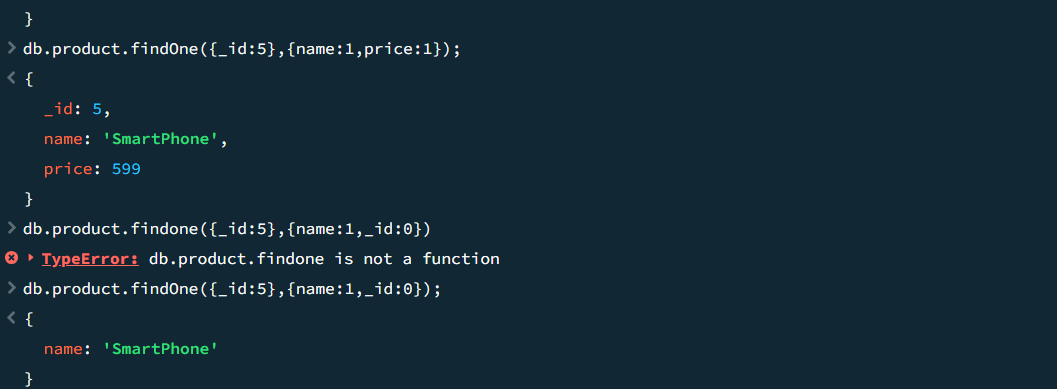 }
> db.product.findOne({_id:5},{name:1,price:1});
< {
_id: 5,
name: 'SmartPhone',
price: 599
}
> db.product.findone({_id:5},{name:1,_id:0})
TypeError: db.product.findone is not a function
> db.product.findOne({_id:5},{name:1,_id:0});
< {
name: 'SmartPhone'
}